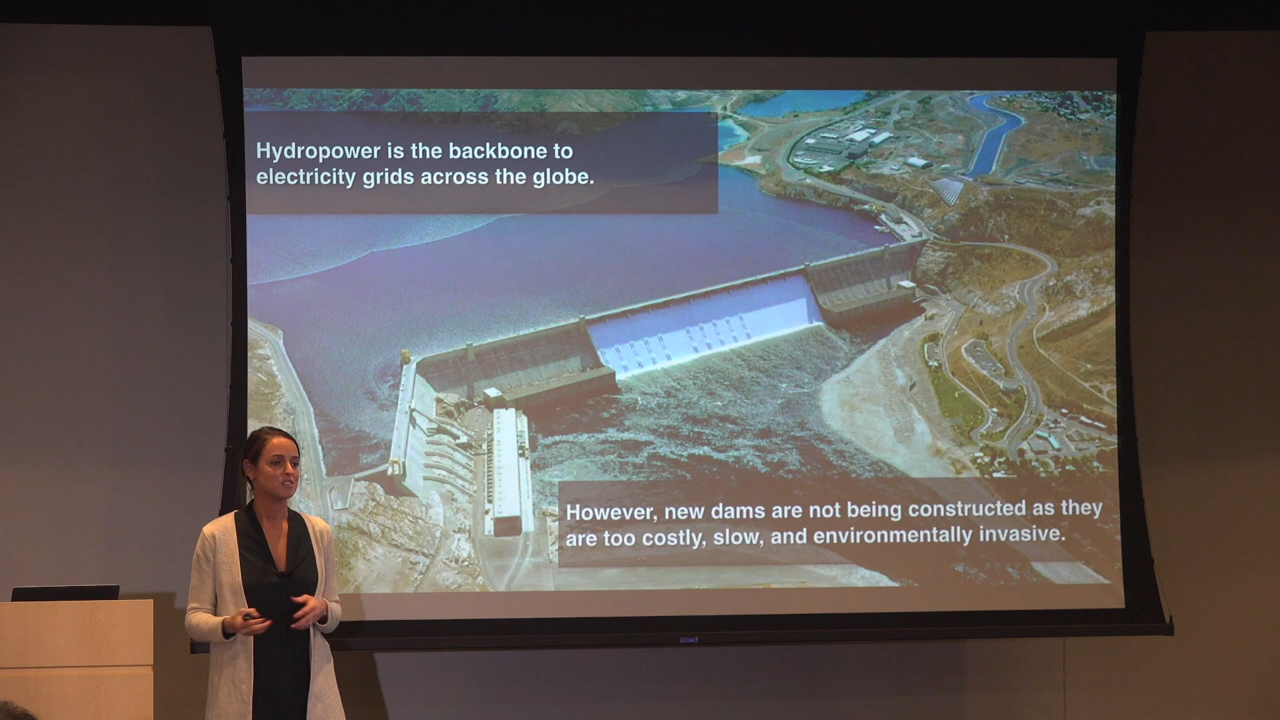 Hydropower is the backbone to
electricity grids across the globe.
However, new dams are not being constructed as they
are too costly, slow, and environmentally invasive.